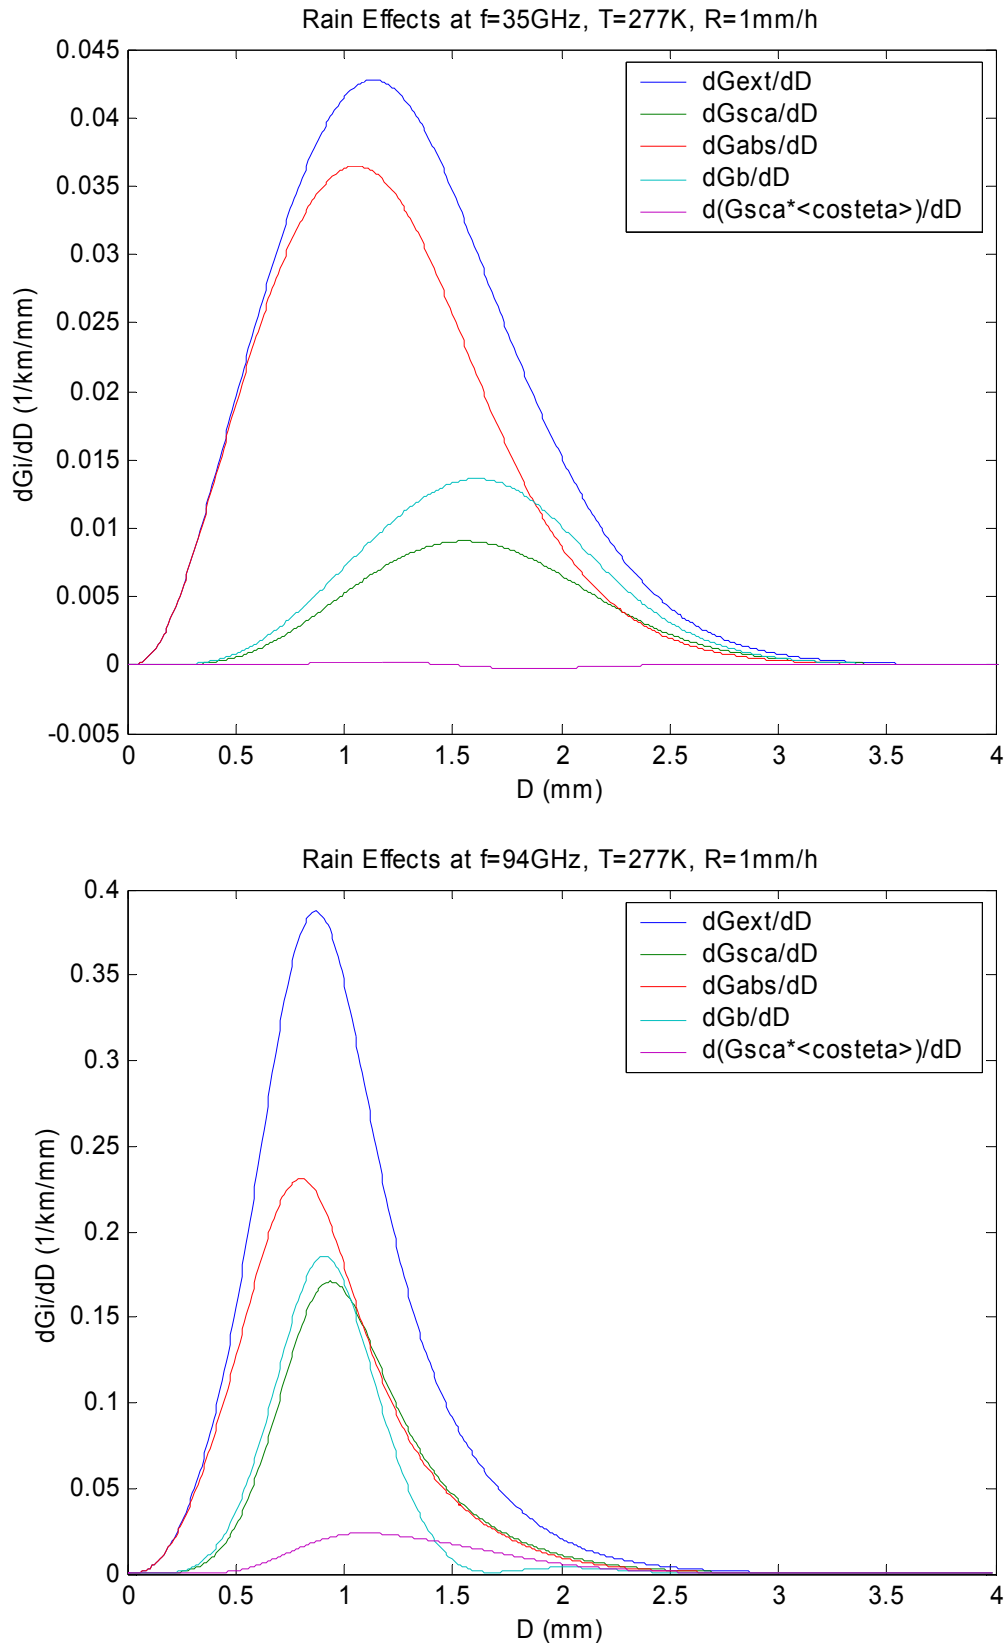 Rain Effects at f=35GHz, T=277K, R=1mm/h
0.045
0.04
0.035
0.03
0.025
0.02
0.015
0.01
0.005
0
-0.005
dGi/dD (1/km/mm)
dGext/dD
dGsca/dD
dGabs/dD
dGb/dD
d(Gsca*<costeta>)/dD
0 0.5 1 1.5 2 2.5 3 3.5 4
D (mm)
Rain Effects at f=94GHz, T=277K, R=1mm/h
0.4
0.35
0.3
0.25
0.2
0.15
0.1
0.05
0
dGi/dD (1/km/mm)
dGext/dD
dGsca/dD
dGabs/dD
dGb/dD
d(Gsca*<costeta>)/dD
0 0.5 1 1.5 2 2.5 3 3.5 4
D (mm)